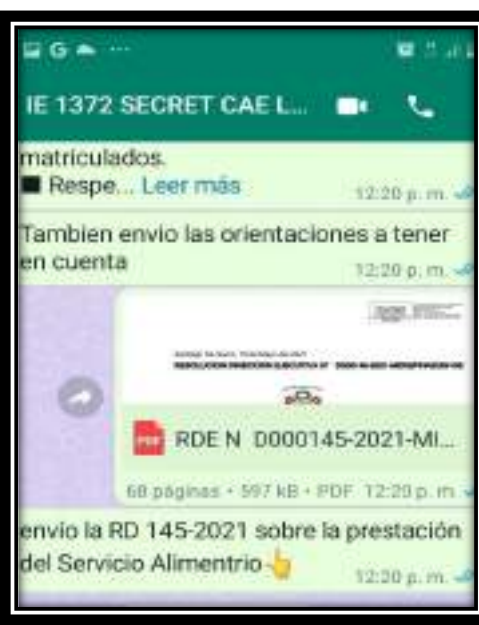 IE 1372 SECRET CAE L...
matriculados.
■ Respe... Leer más
12:20 p. m.
Tambien envio las orientaciones a tener
en cuenta
12:20 p. m.
RDE N D000145-2021-MI...
68 páginas • 597 kB • PDF 12:20 p. m.
envio la RD 145-2021 sobre la prestación
del Servicio Alimentrio👆
12:20 p. m.